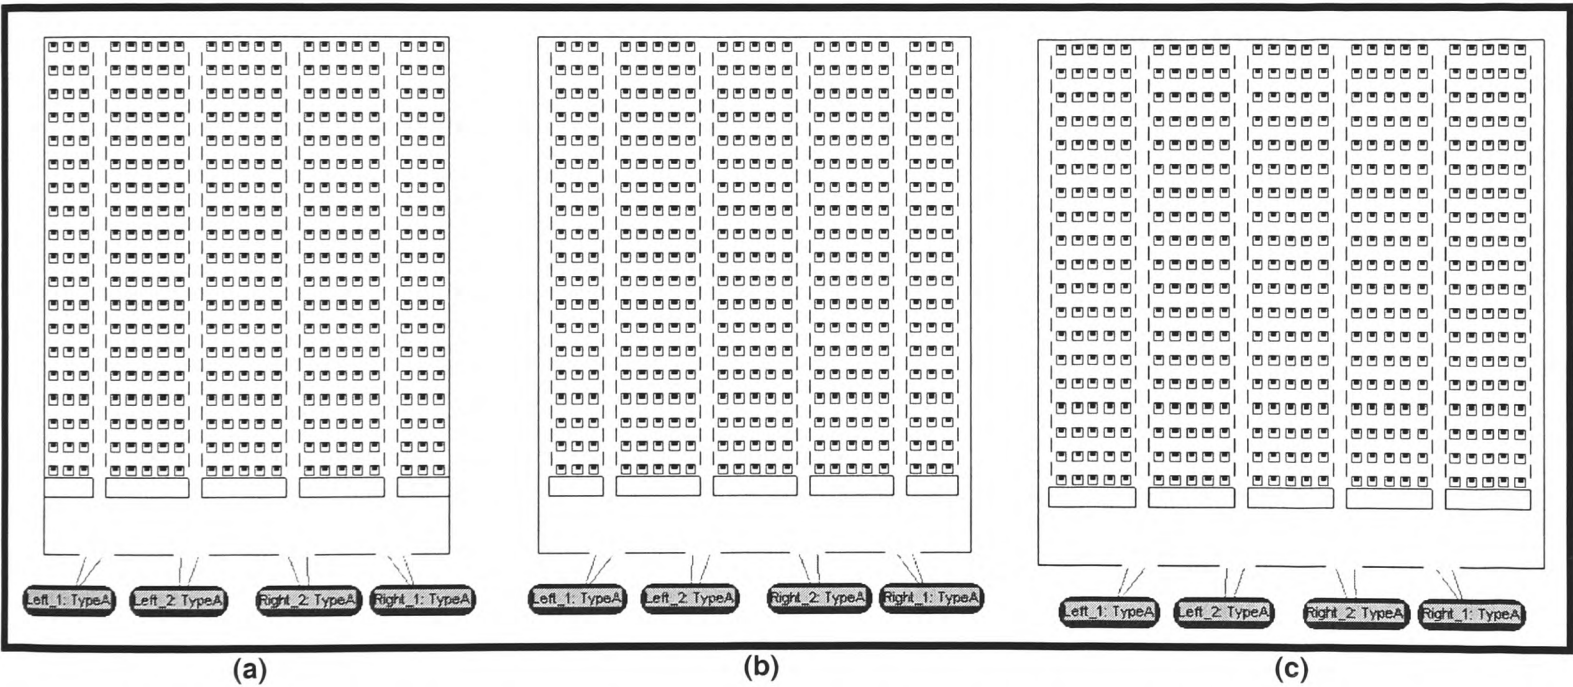 Left_1: TypeA
Left_2: TypeA
Right_2: TypeA
Right_1: TypeA
Left_1: TypeA
Left_2: TypeA
Right_2: TypeA
Right_1: TypeA
Left_1: TypeA
Left_2: TypeA
Right_2: TypeA
Right_1: TypeA
(a)
(b)
(c)